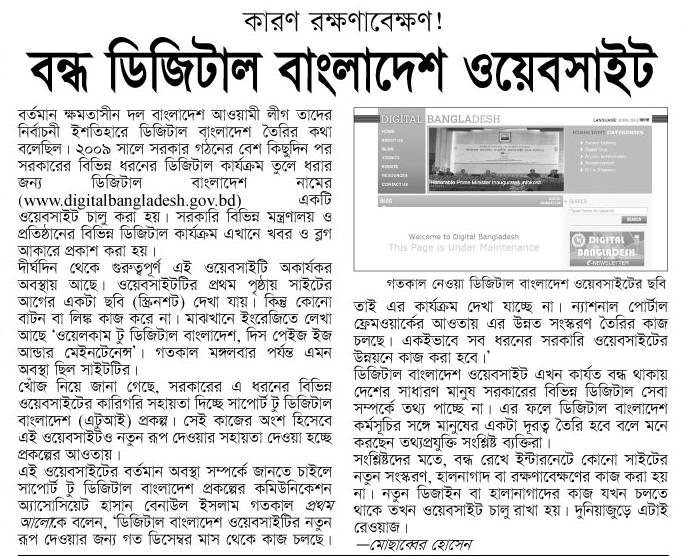 কারণ রক্ষণাবেক্ষণ!
বন্ধ ডিজিটাল বাংলাদেশ ওয়েবসাইট
বর্তমান ক্ষমতাসীন দল বাংলাদেশ আওয়ামী লীগ তাদের
নির্বাচনী ইশতিহারে ডিজিটাল বাংলাদেশ তৈরির কথা
বলেছিল। ২০০৯ সালে সরকার গঠনের বেশ কিছুদিন পর
সরকারের বিভিন্ন ধরনের ডিজিটাল কার্যক্রম তুলে ধরার
জন্য ডিজিটাল বাংলাদেশ নামের
(www.digitalbangladesh.gov.bd) একটি
ওয়েবসাইট চালু করা হয়। সরকারি বিভিন্ন মন্ত্রণালয় ও
প্রতিষ্ঠানের বিভিন্ন ডিজিটাল কার্যক্রম এখানে খবর ও ব্লগ
আকারে প্রকাশ করা হয়।
দীর্ঘদিন থেকে গুরুত্বপূর্ণ এই ওয়েবসাইটি অকার্যকর
অবস্থায় আছে। ওয়েবসাইটটির প্রথম পৃষ্ঠায় সাইটের
আগের একটা ছবি (স্ক্রিনশট) দেখা যায়। কিন্তু কোনো
বাটন বা লিঙ্ক কাজ করে না। মাঝখানে ইংরেজিতে লেখা
আছে ‘ওয়েলকাম টু ডিজিটাল বাংলাদেশ, দিস পেইজ ইজ
আন্ডার মেইনটেনেন্স’। গতকাল মঙ্গলবার পর্যন্ত এমন
অবস্থা ছিল সাইটটির।
খোঁজ নিয়ে জানা গেছে, সরকারের এ ধরনের বিভিন্ন
ওয়েবসাইটের কারিগরি সহায়তা দিচ্ছে সাপোর্ট টু ডিজিটাল
বাংলাদেশ (এটুআই) প্রকল্প। সেই কাজের অংশ হিসেবে
এই ওয়েবসাইটও নতুন রূপ দেওয়ার সহায়তা দেওয়া হচ্ছে
প্রকল্পের আওতায়।
এই ওয়েবসাইটের বর্তমান অবস্থা সম্পর্কে জানতে চাইলে
সাপোর্ট টু ডিজিটাল বাংলাদেশ প্রকল্পের কমিউনিকেশন
অ্যাসোসিয়েট হাসান বেনাউল ইসলাম গতকাল প্রথম
আলোকে বলেন, ‘ডিজিটাল বাংলাদেশ ওয়েবসাইটির নতুন
রূপ দেওয়ার জন্য গত ডিসেম্বর মাস থেকে কাজ চলছে।
DIGITAL BANGLADESH
LANGUAGE:
HOME
ABOUT US
BLOG
EVENTS
RESOURCES
CONTACT US
Honorable Prime Minister Inaugurates Infokosh
HIGHLIGHT CATEGORIES
BLOG
SEARCH
Type here to search
SEARCH
Welcome to Digital Bangladesh
This Page is Under Maintenance
DIGITAL
BANGLADESH
E-NEWSLETTER
গতকাল নেওয়া ডিজিটাল বাংলাদেশ ওয়েবসাইটের ছবি
তাই এর কার্যক্রম দেখা যাচ্ছে না। ন্যাশনাল পোর্টাল
ফ্রেমওয়ার্কের আওতায় এর উন্নত সংস্করণ তৈরির কাজ
চলছে। একইভাবে সব ধরনের সরকারি ওয়েবসাইটের
উন্নয়নে কাজ করা হবে।’
ডিজিটাল বাংলাদেশ ওয়েবসাইট এখন কার্যত বন্ধ থাকায়
দেশের সাধারণ মানুষ সরকারের বিভিন্ন ডিজিটাল সেবা
সম্পর্কে তথ্য পাচ্ছে না। এর ফলে ডিজিটাল বাংলাদেশ
কর্মসূচির সঙ্গে মানুষের একটা দূরত্ব তৈরি হবে বলে মনে
করছেন তথ্যপ্রযুক্তি সংশ্লিষ্ট ব্যক্তিরা।
সংশ্লিষ্টদের মতে, বন্ধ রেখে ইন্টারনেটে কোনো সাইটের
নতুন সংস্করণ, হালনাগাদ বা রক্ষণাবেক্ষণের কাজ করা হয়
না। নতুন ডিজাইন বা হালানাগাদের কাজ যখন চলতে
থাকে তখন ওয়েবসাইট চালু রাখা হয়। দুনিয়াজুড়ে এটাই
রেওয়াজ।
—মোছাব্বের হোসেন